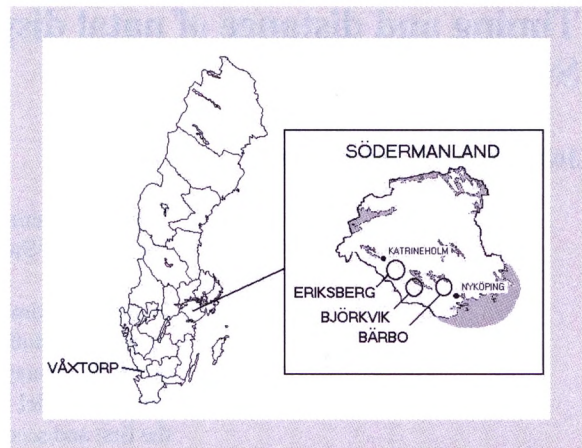 SÖDERMANLAND
KATRINEHOLM
ERIKSBERG
NYKÖPING
BJÖRKVIK
BÄRBO
VÅXTORP